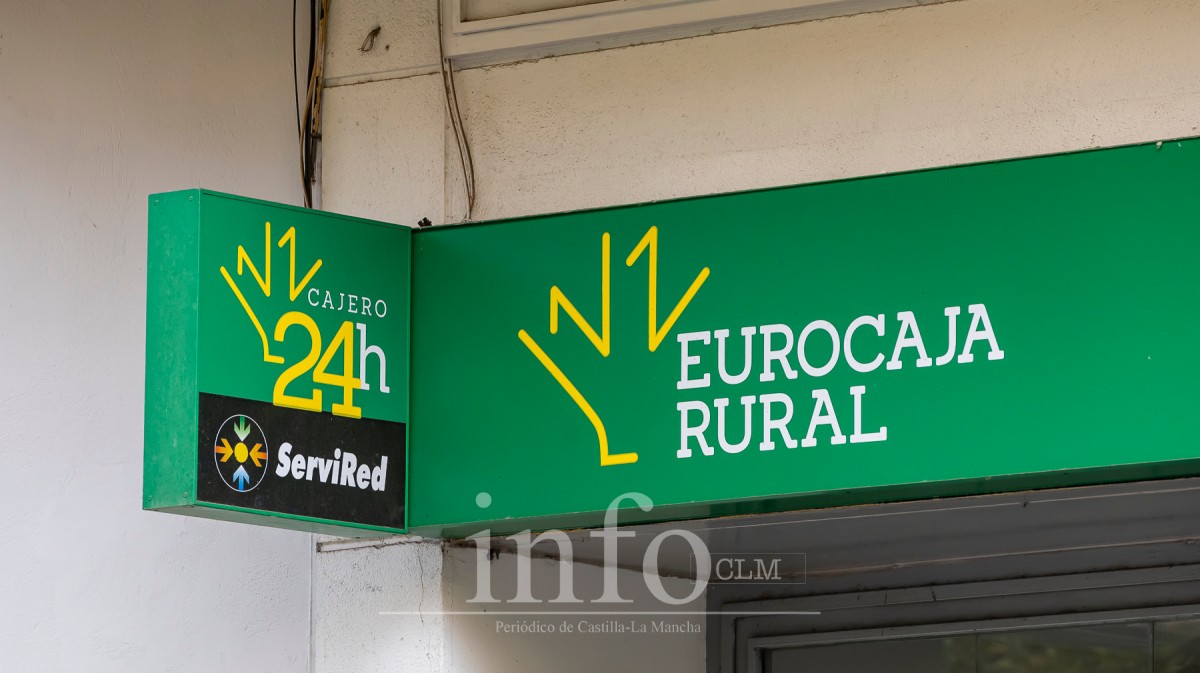 CAJERO
24h
ServiRed
EUROCAJA
RURAL
info CLM
Periódico de Castilla-La Mancha